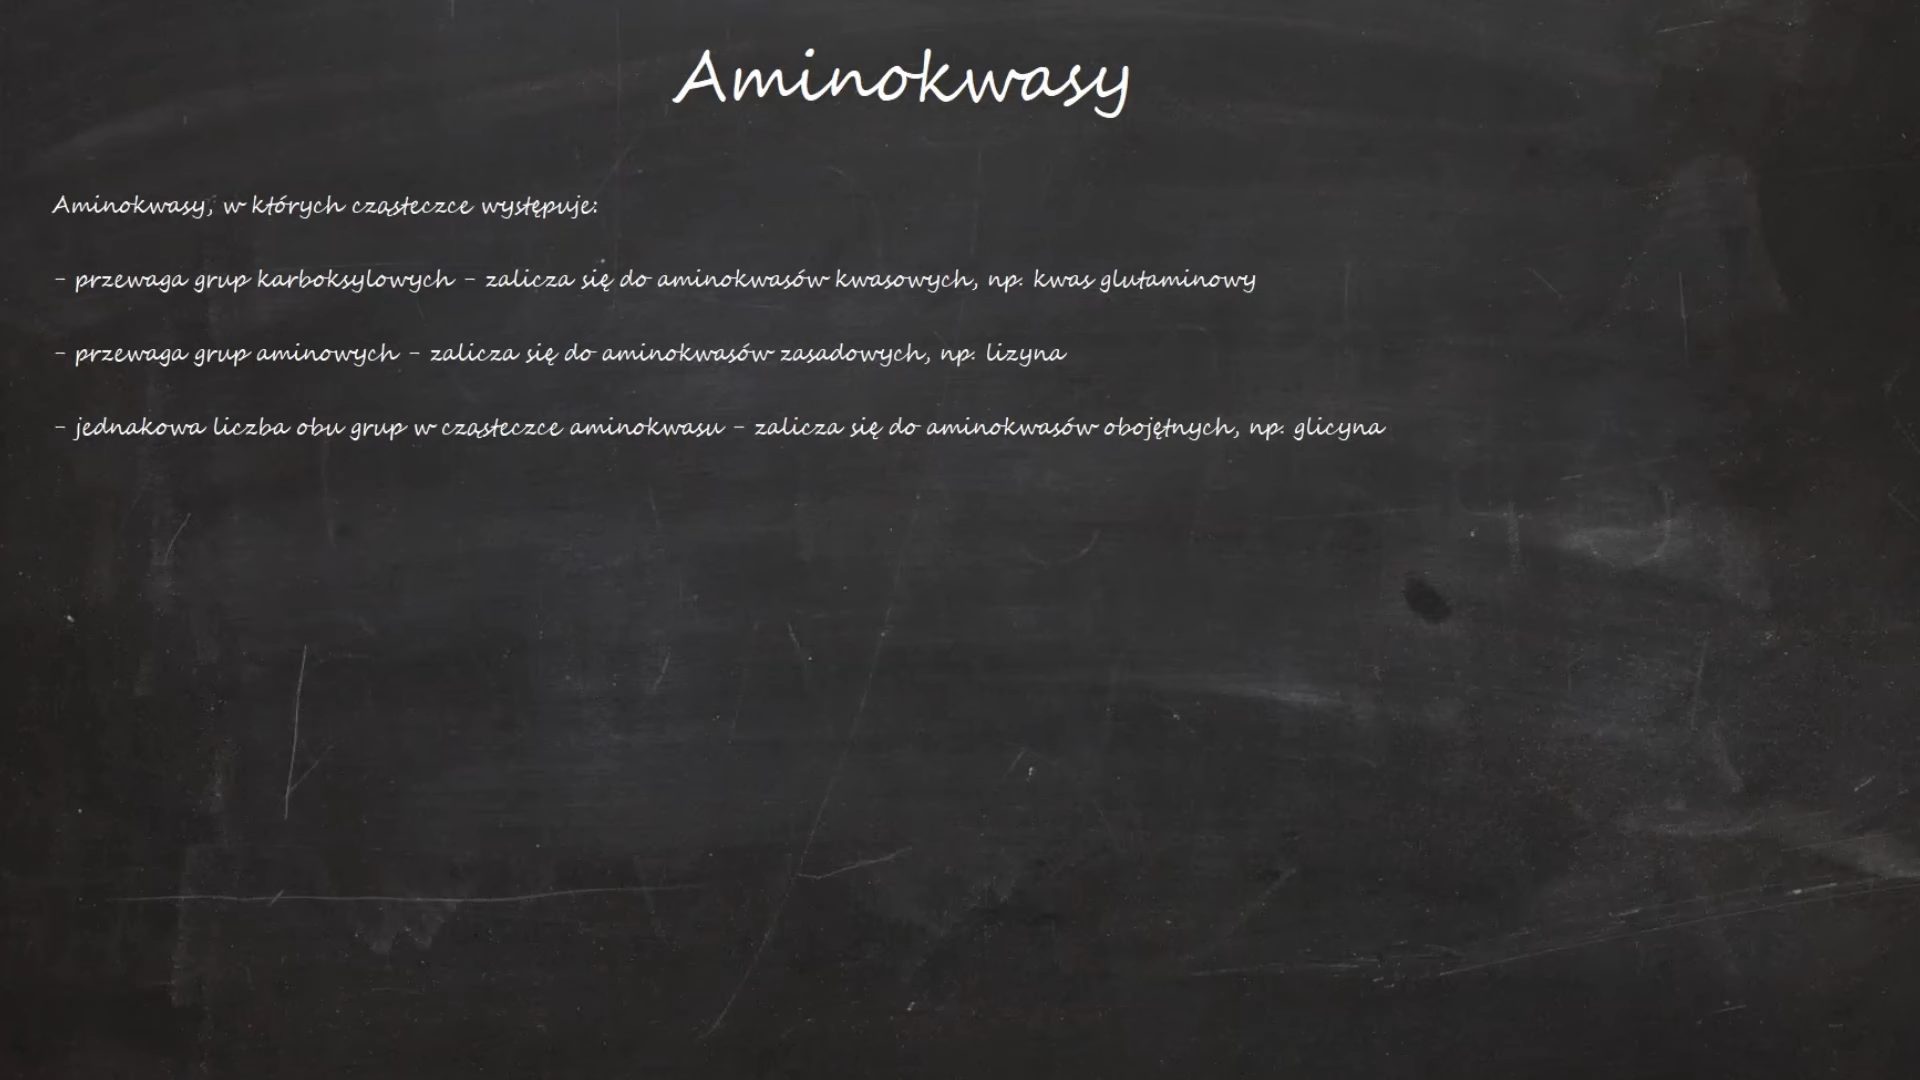 Aminokwasy
Aminokwasy, w których cząsteczce występuje:
- przewaga grup karboksylowych - zalicza się do aminokwasów kwasowych, np. kwas glutaminowy
- przewaga grup aminowych - zalicza się do aminokwasów zasadowych, np. lizyna
- jednakowa liczba obu grup w cząsteczce aminokwasu - zalicza się do aminokwasów obojętnych, np. glicyna